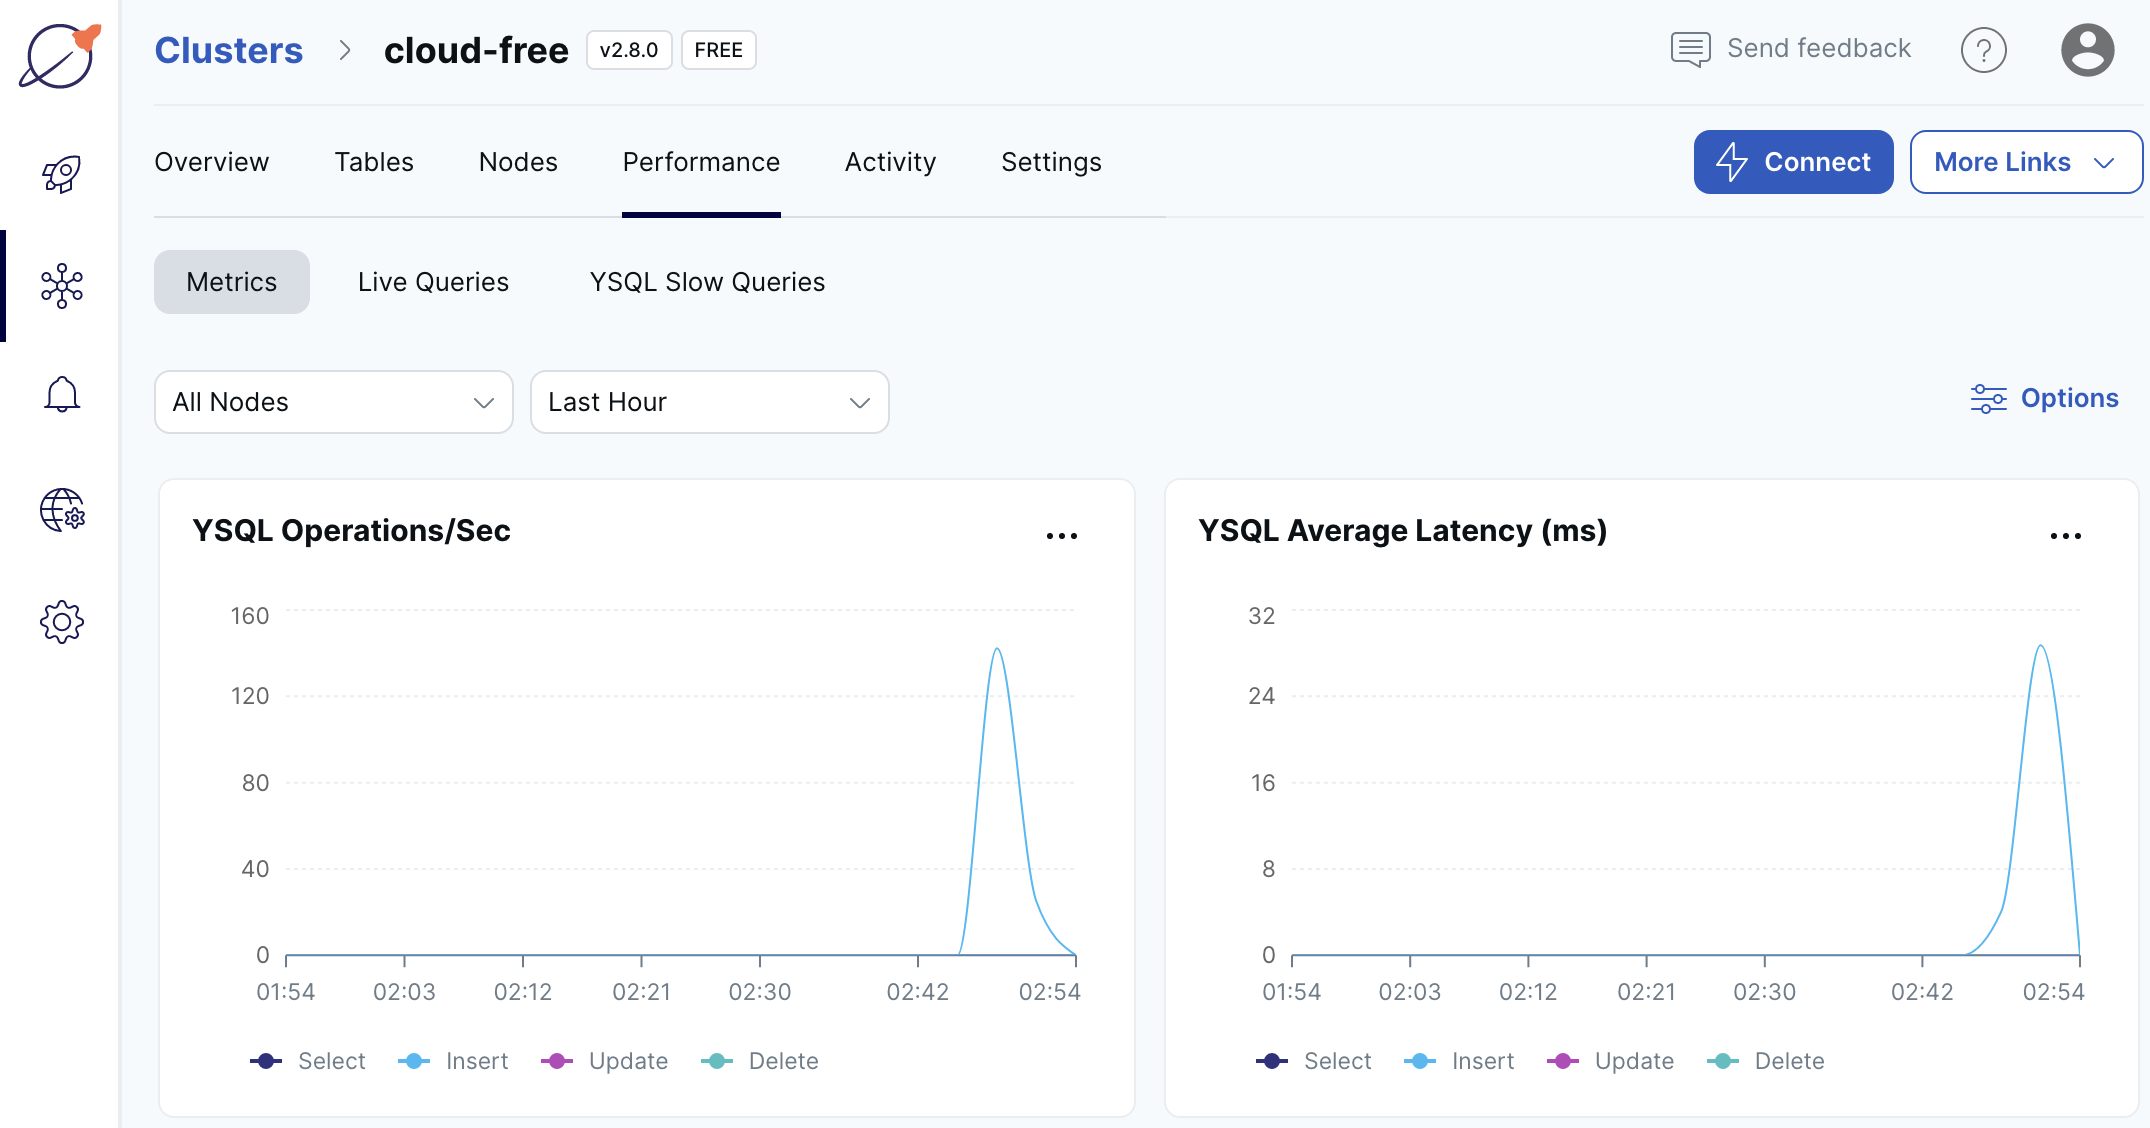 Clusters > cloud-free v2.8.0 FREE Send feedback ?
Overview Tables Nodes Performance Activity Settings Connect More Links
Metrics Live Queries YSQL Slow Queries
All Nodes Last Hour Options
YSQL Operations/Sec ...
160
120
80
40
0
01:54 02:03 02:12 02:21 02:30 02:42 02:54
Select Insert Update Delete
YSQL Average Latency (ms) ...
32
24
16
8
0
01:54 02:03 02:12 02:21 02:30 02:42 02:54
Select Insert Update Delete